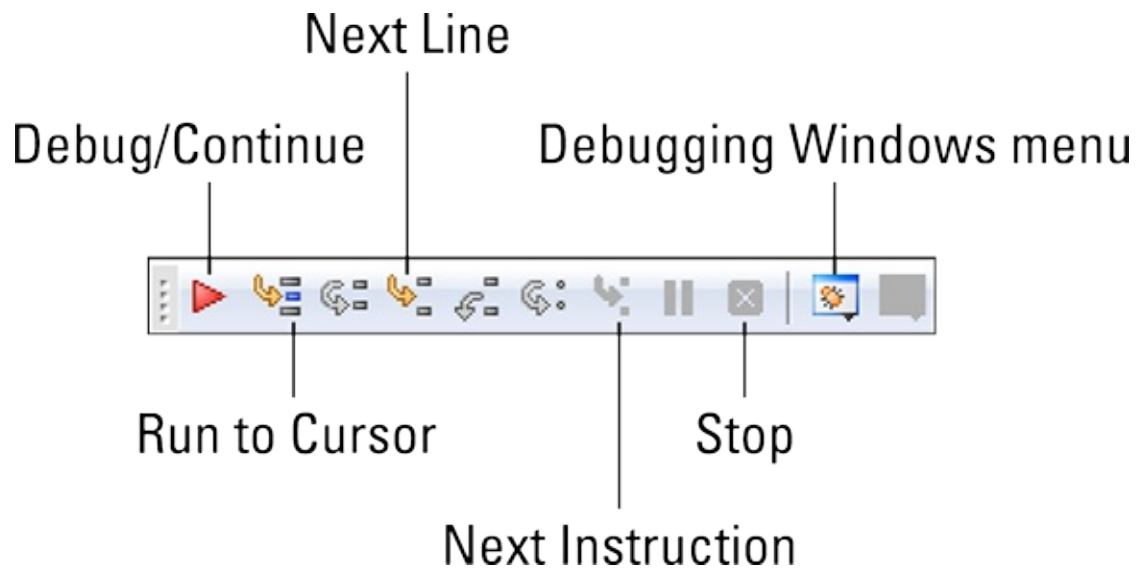 Next Line
Debug/Continue
Debugging Windows menu
Run to Cursor
Stop
Next Instruction